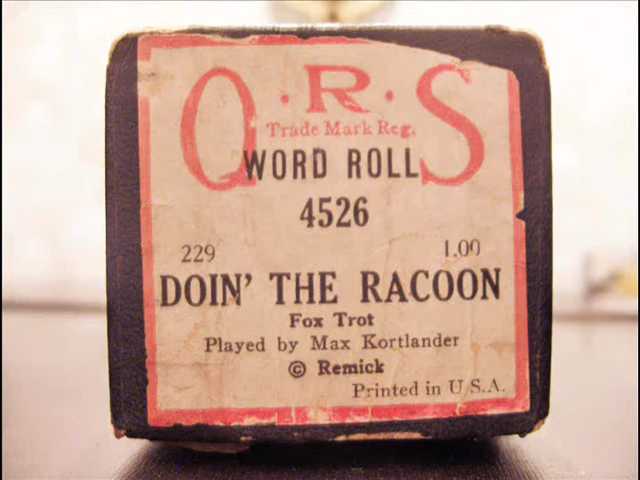 Q·R·S
Trade Mark Reg.
WORD ROLL
4526
229 1.00
DOIN' THE RACOON
Fox Trot
Played by Max Kortlander
© Remick
Printed in U.S.A.